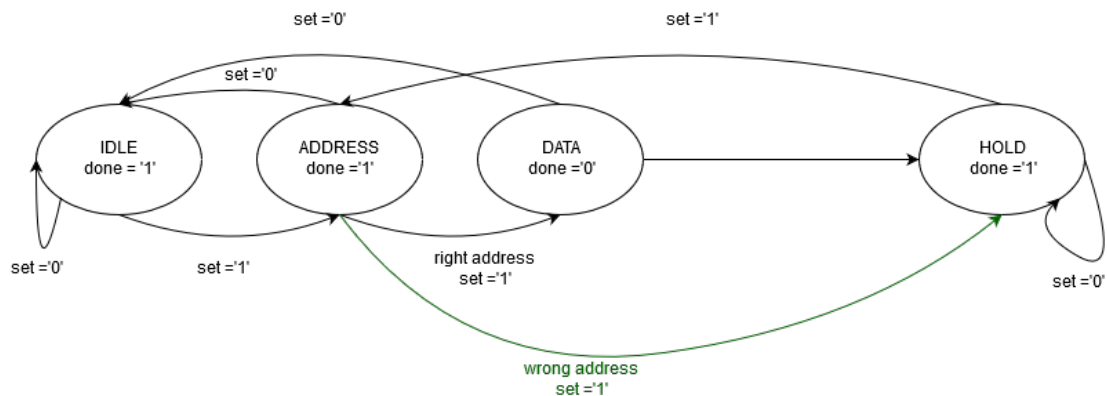 set ='0'
set ='1'
set ='0'
IDLE
done = '1'
ADDRESS
done ='1'
DATA
done ='0'
HOLD
done ='1'
set ='0'
set ='1'
right address
set ='1'
set ='0'
wrong address
set ='1'